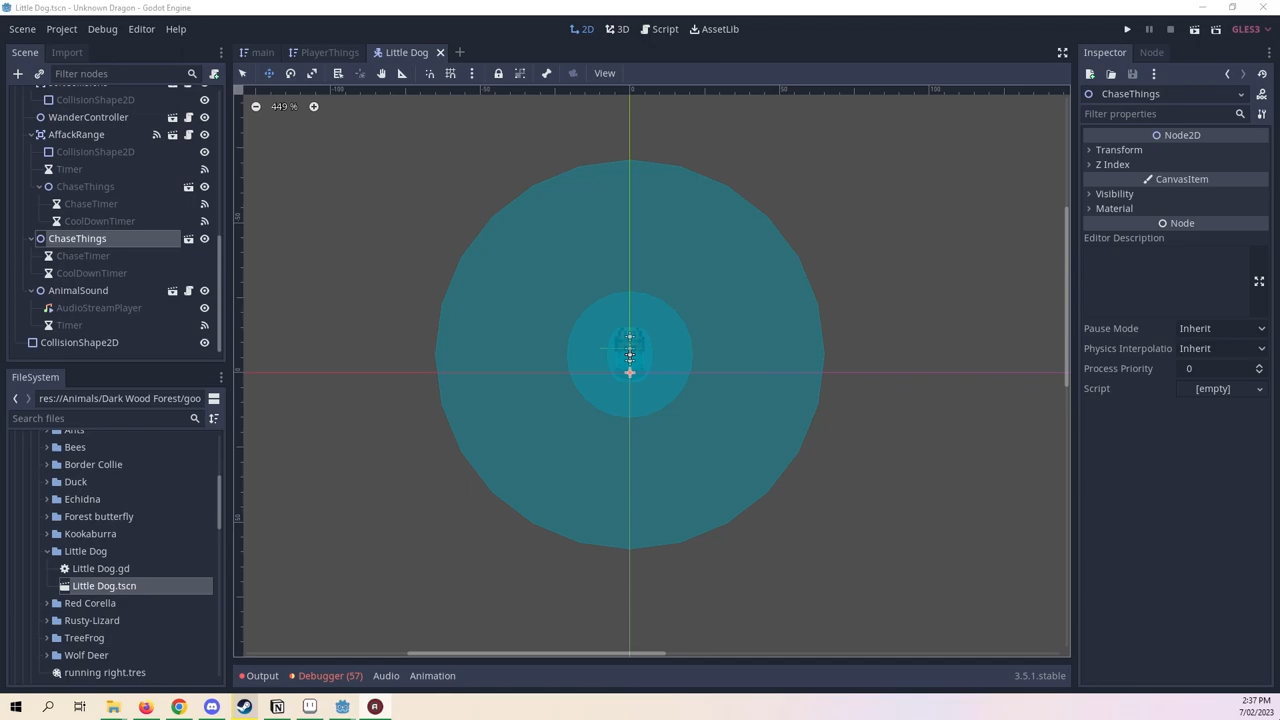 Little Dog.tscn - Unknown Dragon - Godot Engine
Scene Project Debug Editor Help
2D 3D Script AssetLib
GLES3
Scene Import
main PlayerThings Little Dog
Inspector Node
Filter nodes
View
ChaseThings
Filter properties
449 %
-100 -50 0 50 100
CollisionShape2D
WanderController
AffackRange
CollisionShape2D
Timer
ChaseThings
ChaseTimer
CoolDownTimer
ChaseThings
ChaseTimer
CoolDownTimer
AnimalSound
AudioStreamPlayer
Timer
CollisionShape2D
Node2D
Transform
Z Index
CanvasItem
Visibility
Material
Node
Editor Description
Pause Mode Inherit
Physics Interpolatio Inherit
Process Priority 0
Script [empty]
FileSystem
res://Animals/Dark Wood Forest/goo
Search files
Ants
Bees
Border Collie
Duck
Echidna
Forest butterfly
Kookaburra
Little Dog
Little Dog.gd
Little Dog.tscn
Red Corella
Rusty-Lizard
TreeFrog
Wolf Deer
running right.tres
Output Debugger (57) Audio Animation
3.5.1.stable
2:37 PM
7/02/2023